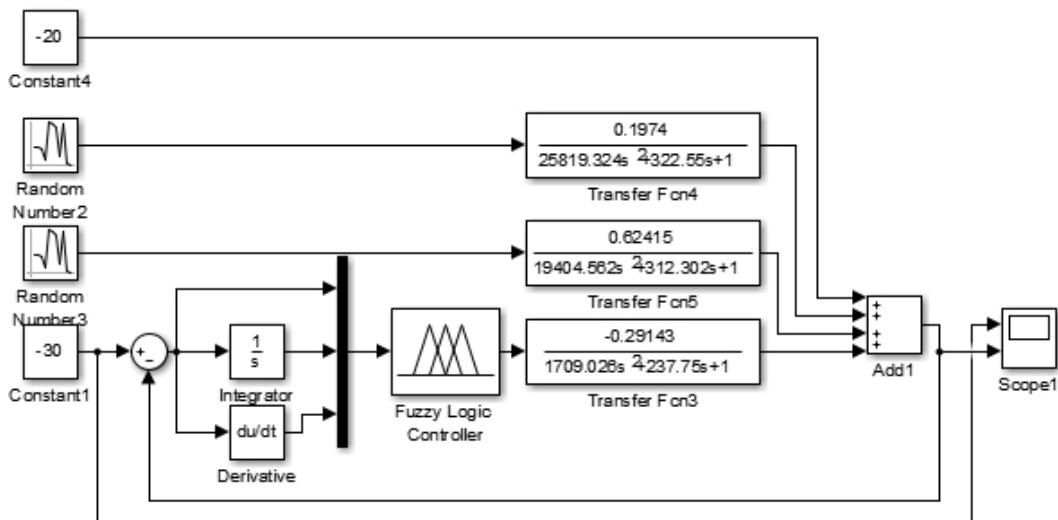 -20
Constant4
Random
Number2
0.1974
25819.324s ²+322.55s+1
Transfer Fcn4
Random
Number3
0.62415
19404.562s ²+312.302s+1
Transfer Fcn5
-30
Constant1
+
−
1
s
Integrator
du/dt
Derivative
Fuzzy Logic
Controller
-0.29143
1709.026s ²+237.75s+1
Transfer Fcn3
+
+
+
+
Add1
Scope1